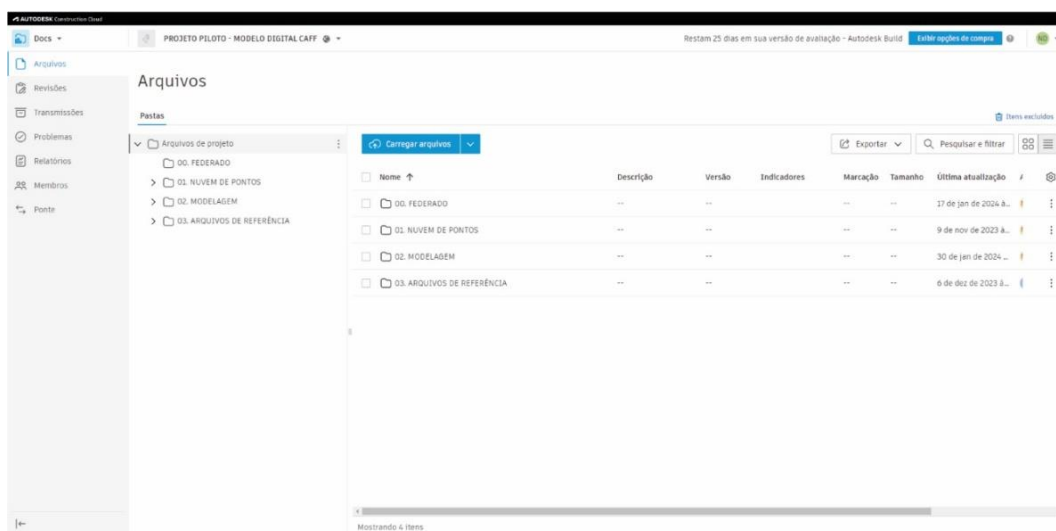 AUTODESK Construction Cloud
Docs
PROJETO PILOTO - MODELO DIGITAL CAFF
Restam 25 dias em sua versão de avaliação - Autodesk Build
Exibir opções de compra
ND
Arquivos
Revisões
Transmissões
Problemas
Relatórios
Membros
Ponte
Arquivos
Pastas
Itens excluídos
Arquivos de projeto
00. FEDERADO
01. NUVEM DE PONTOS
02. MODELAGEM
03. ARQUIVOS DE REFERÊNCIA
Carregar arquivos
Exportar
Pesquisar e filtrar
Nome Descrição Versão Indicadores Marcação Tamanho Última atualização
00. FEDERADO -- -- -- -- 17 de jan de 2024 à...
01. NUVEM DE PONTOS -- -- -- -- 9 de nov de 2023 à...
02. MODELAGEM -- -- -- -- 30 de jan de 2024 ...
03. ARQUIVOS DE REFERÊNCIA -- -- -- -- 6 de dez de 2023 à...
Mostrando 4 itens